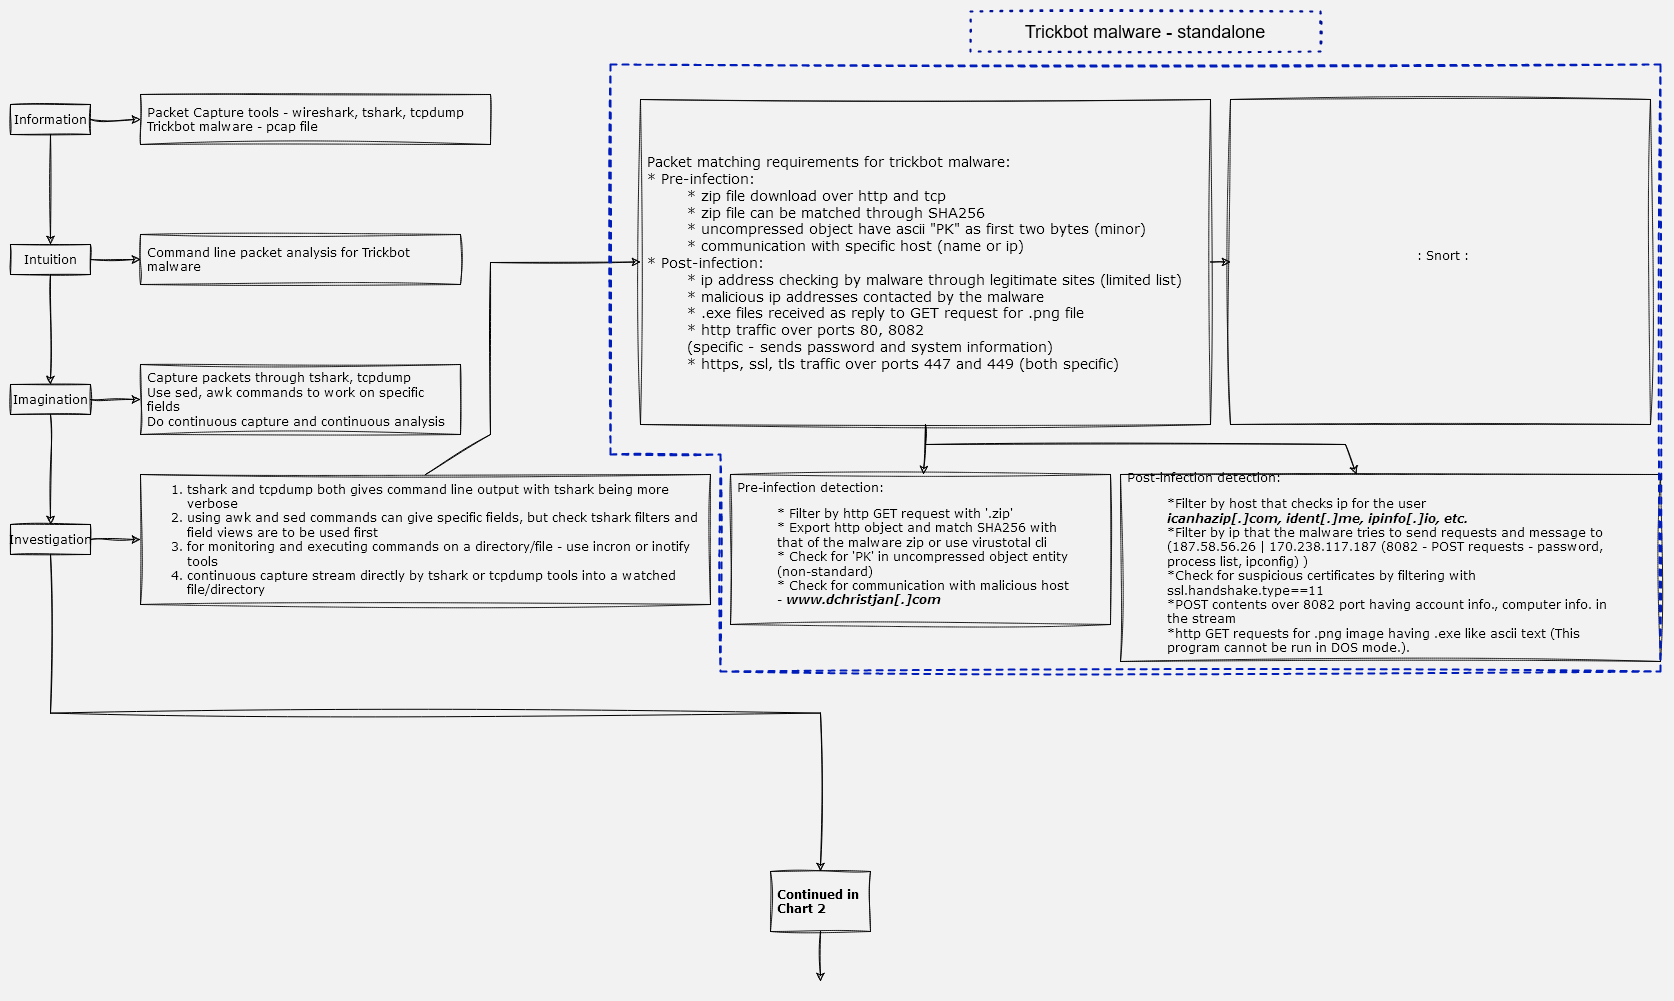 Trickbot malware - standalone
Information
Packet Capture tools - wireshark, tshark, tcpdump
Trickbot malware - pcap file
Intuition
Command line packet analysis for Trickbot
malware
Imagination
Capture packets through tshark, tcpdump
Use sed, awk commands to work on specific
fields
Do continuous capture and continuous analysis
Investigation
1. tshark and tcpdump both gives command line output with tshark being more
verbose
2. using awk and sed commands can give specific fields, but check tshark filters and
field views are to be used first
3. for monitoring and executing commands on a directory/file - use incron or inotify
tools
4. continuous capture stream directly by tshark or tcpdump tools into a watched
file/directory
Packet matching requirements for trickbot malware:
* Pre-infection:
* zip file download over http and tcp
* zip file can be matched through SHA256
* uncompressed object have ascii "PK" as first two bytes (minor)
* communication with specific host (name or ip)
* Post-infection:
* ip address checking by malware through legitimate sites (limited list)
* malicious ip addresses contacted by the malware
* .exe files received as reply to GET request for .png file
* http traffic over ports 80, 8082
(specific - sends password and system information)
* https, ssl, tls traffic over ports 447 and 449 (both specific)
: Snort :
Pre-infection detection:
* Filter by http GET request with '.zip'
* Export http object and match SHA256 with
that of the malware zip or use virustotal cli
* Check for 'PK' in uncompressed object entity
(non-standard)
* Check for communication with malicious host
- www.dchristjan[.]com
Post-infection detection:
*Filter by host that checks ip for the user
icanhazip[.]com, ident[.]me, ipinfo[.]io, etc.
*Filter by ip that the malware tries to send requests and message to
(187.58.56.26 | 170.238.117.187 (8082 - POST requests - password,
process list, ipconfig) )
*Check for suspicious certificates by filtering with
ssl.handshake.type==11
*POST contents over 8082 port having account info., computer info. in
the stream
*http GET requests for .png image having .exe like ascii text (This
program cannot be run in DOS mode.).
Continued in
Chart 2